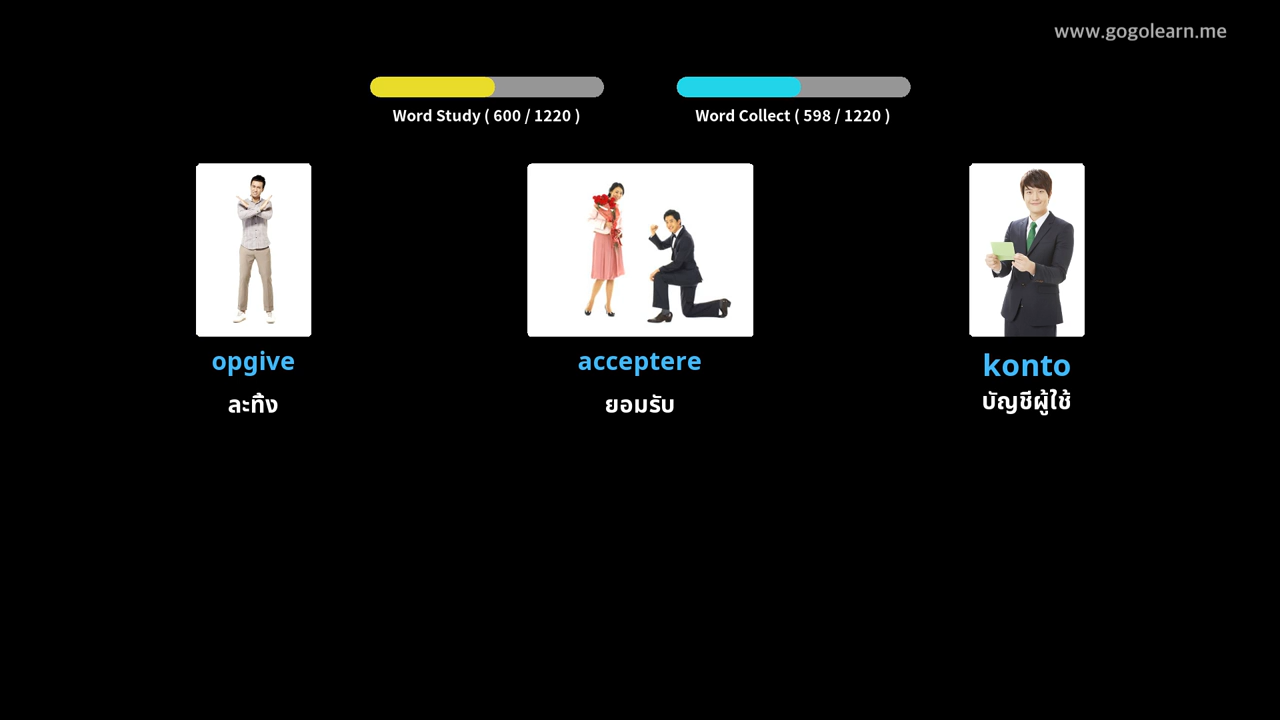 www.gogolearn.me
Word Study ( 600 / 1220 )
Word Collect ( 598 / 1220 )
opgive
acceptere
konto
ละทิ้ง
ยอมรับ
บัญชีผู้ใช้